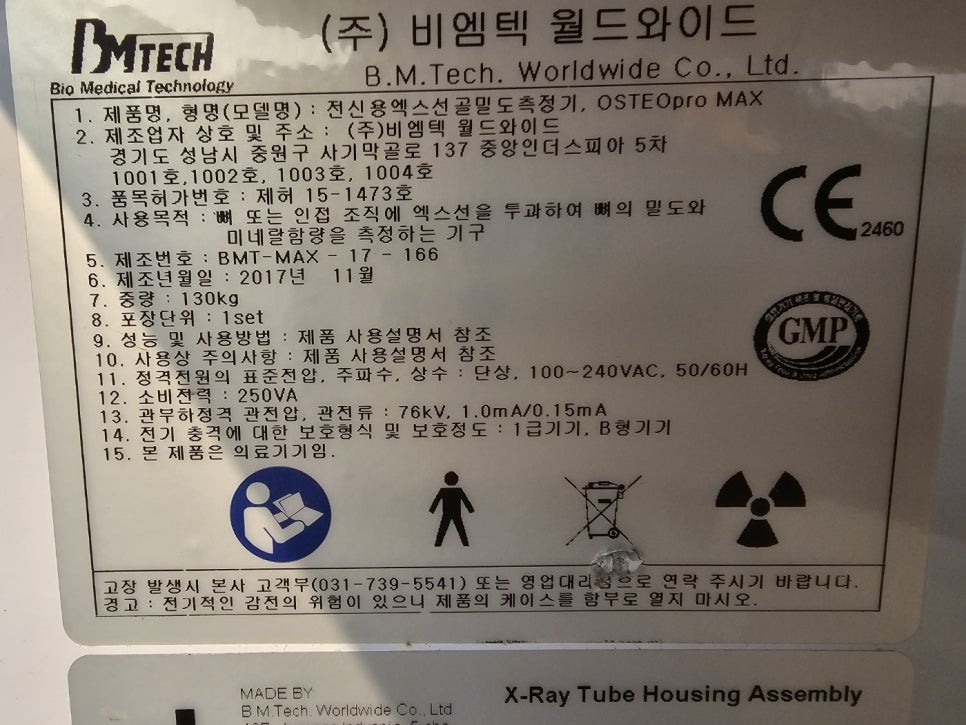 BMTECH
Bio Medical Technology
(주) 비엠텍 월드와이드
B.M.Tech. Worldwide Co., Ltd.
1. 제품명, 형명(모델명) : 전신용엑스선골밀도측정기, OSTEOpro MAX
2. 제조업자 상호 및 주소 : (주)비엠텍 월드와이드
경기도 성남시 중원구 사기막골로 137 중앙인더스피아 5차
1001호,1002호, 1003호, 1004호
3. 품목허가번호 : 제허 15-1473호
4. 사용목적 : 뼈 또는 인접 조직에 엑스선을 투과하여 뼈의 밀도와
미네랄함량을 측정하는 기구
5. 제조번호 : BMT-MAX - 17 - 166
6. 제조년월일 : 2017년 11월
7. 중량 : 130kg
8. 포장단위 : 1set
9. 성능 및 사용방법 : 제품 사용설명서 참조
10. 사용상 주의사항 : 제품 사용설명서 참조
11. 정격전원의 표준전압, 주파수, 상수 : 단상, 100~240VAC, 50/60H
12. 소비전력 : 250VA
13. 관부하정격 관전압, 관전류 : 76kV, 1.0mA/0.15mA
14. 전기 충격에 대한 보호형식 및 보호정도 : 1급기기, B형기기
15. 본 제품은 의료기기임.
CE 2460
GMP
고장 발생시 본사 고객부(031-739-5541) 또는 영업대리점으로 연락 주시기 바랍니다.
경고 : 전기적인 감전의 위험이 있으니 제품의 케이스를 함부로 열지 마시오.
MADE BY
B.M.Tech. Worldwide Co., Ltd
X-Ray Tube Housing Assembly